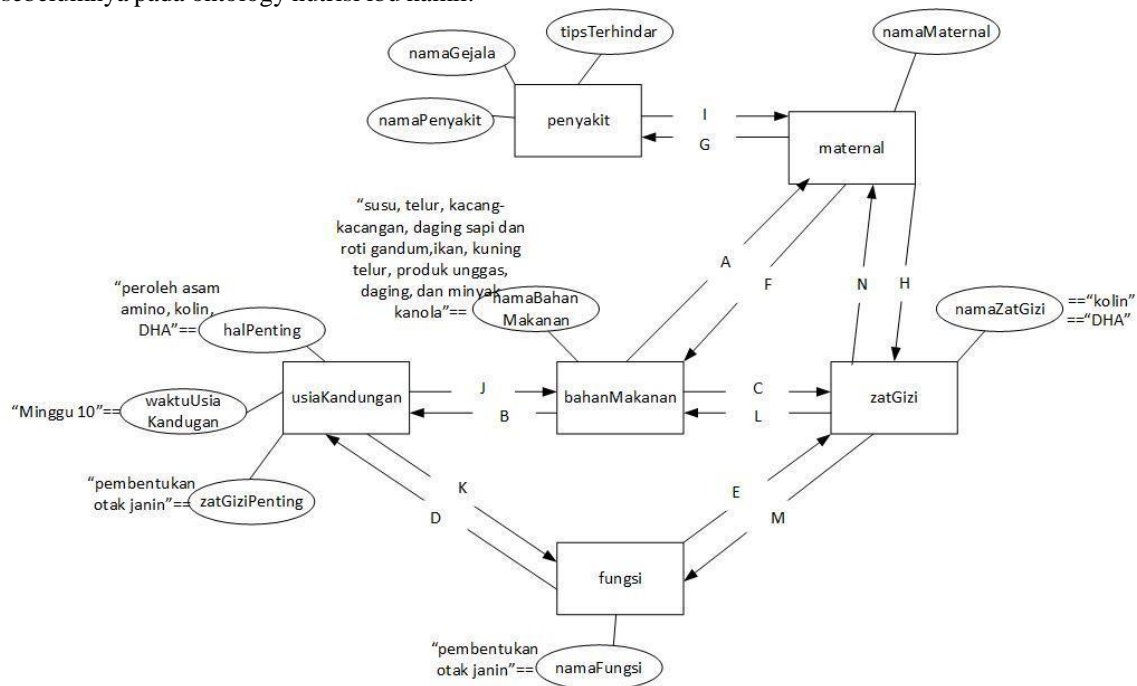 sebelumnya pada ontology nutrisi ibu hamil.
tipsTerhindar
namaMaternal
namaGejala
namaPenyakit
penyakit
I
G
maternal
“susu, telur, kacang-
kacangan, daging sapi dan
roti gandum,ikan, kuning
telur, produk unggas,
daging, dan minyak
kanola”==
namaBahan
Makanan
A
F
N
H
“peroleh asam
amino, kolin,
DHA”==
halPenting
namaZatGizi
==“kolin”
==“DHA”
“Minggu 10”==
waktuUsia
Kandugan
usiaKandungan
J
B
bahanMakanan
C
L
zatGizi
“pembentukan
otak janin”==
zatGiziPenting
K
D
E
M
fungsi
“pembentukan
otak janin”==
namaFungsi